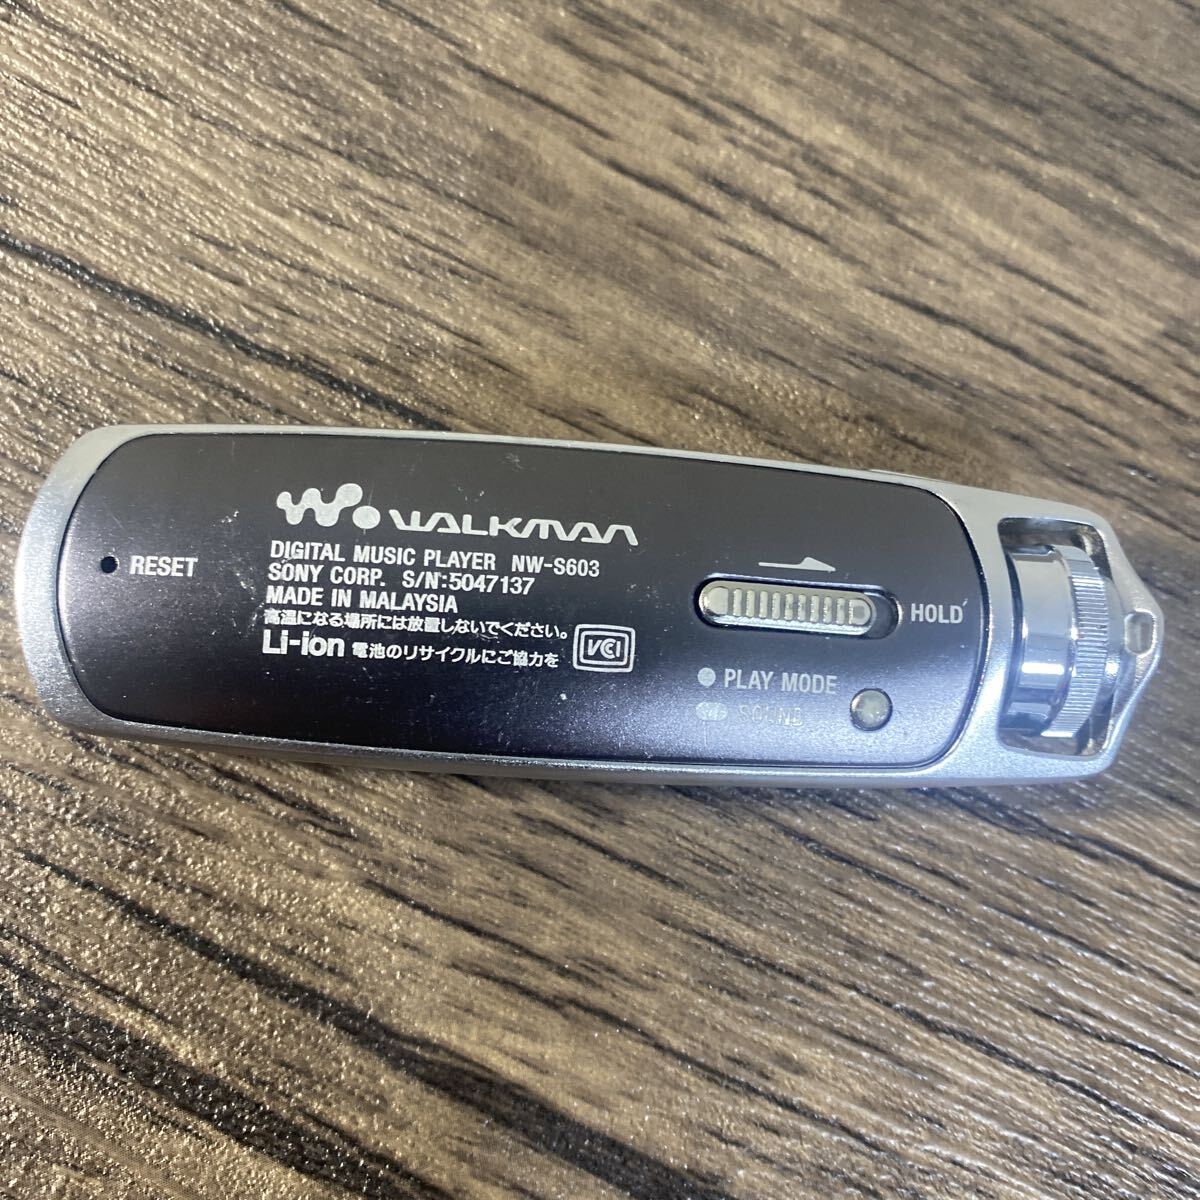 WALKMAN
DIGITAL MUSIC PLAYER NW-S603
SONY CORP. S/N:5047137
MADE IN MALAYSIA
高温になる場所には放置しないでください。
Li-ion 電池のリサイクルにご協力を
VCCI
RESET
HOLD
PLAY MODE
SOUND